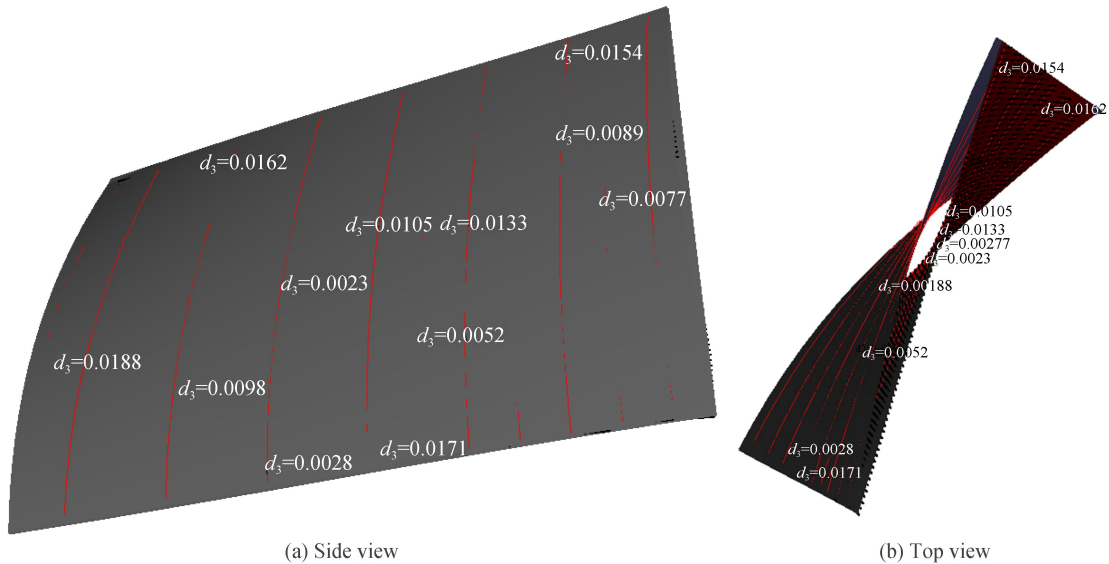 d₃=0.0154
d₃=0.0089
d₃=0.0162
d₃=0.0077
d₃=0.0105
d₃=0.0133
d₃=0.0023
d₃=0.0052
d₃=0.0188
d₃=0.0098
d₃=0.0171
d₃=0.0028
(a) Side view
d₃=0.0154
d₃=0.0162
d₃=0.0105
d₃=0.0133
d₃=0.00277
d₃=0.0023
d₃=0.00188
d₃=0.0052
d₃=0.0028
d₃=0.0171
(b) Top view